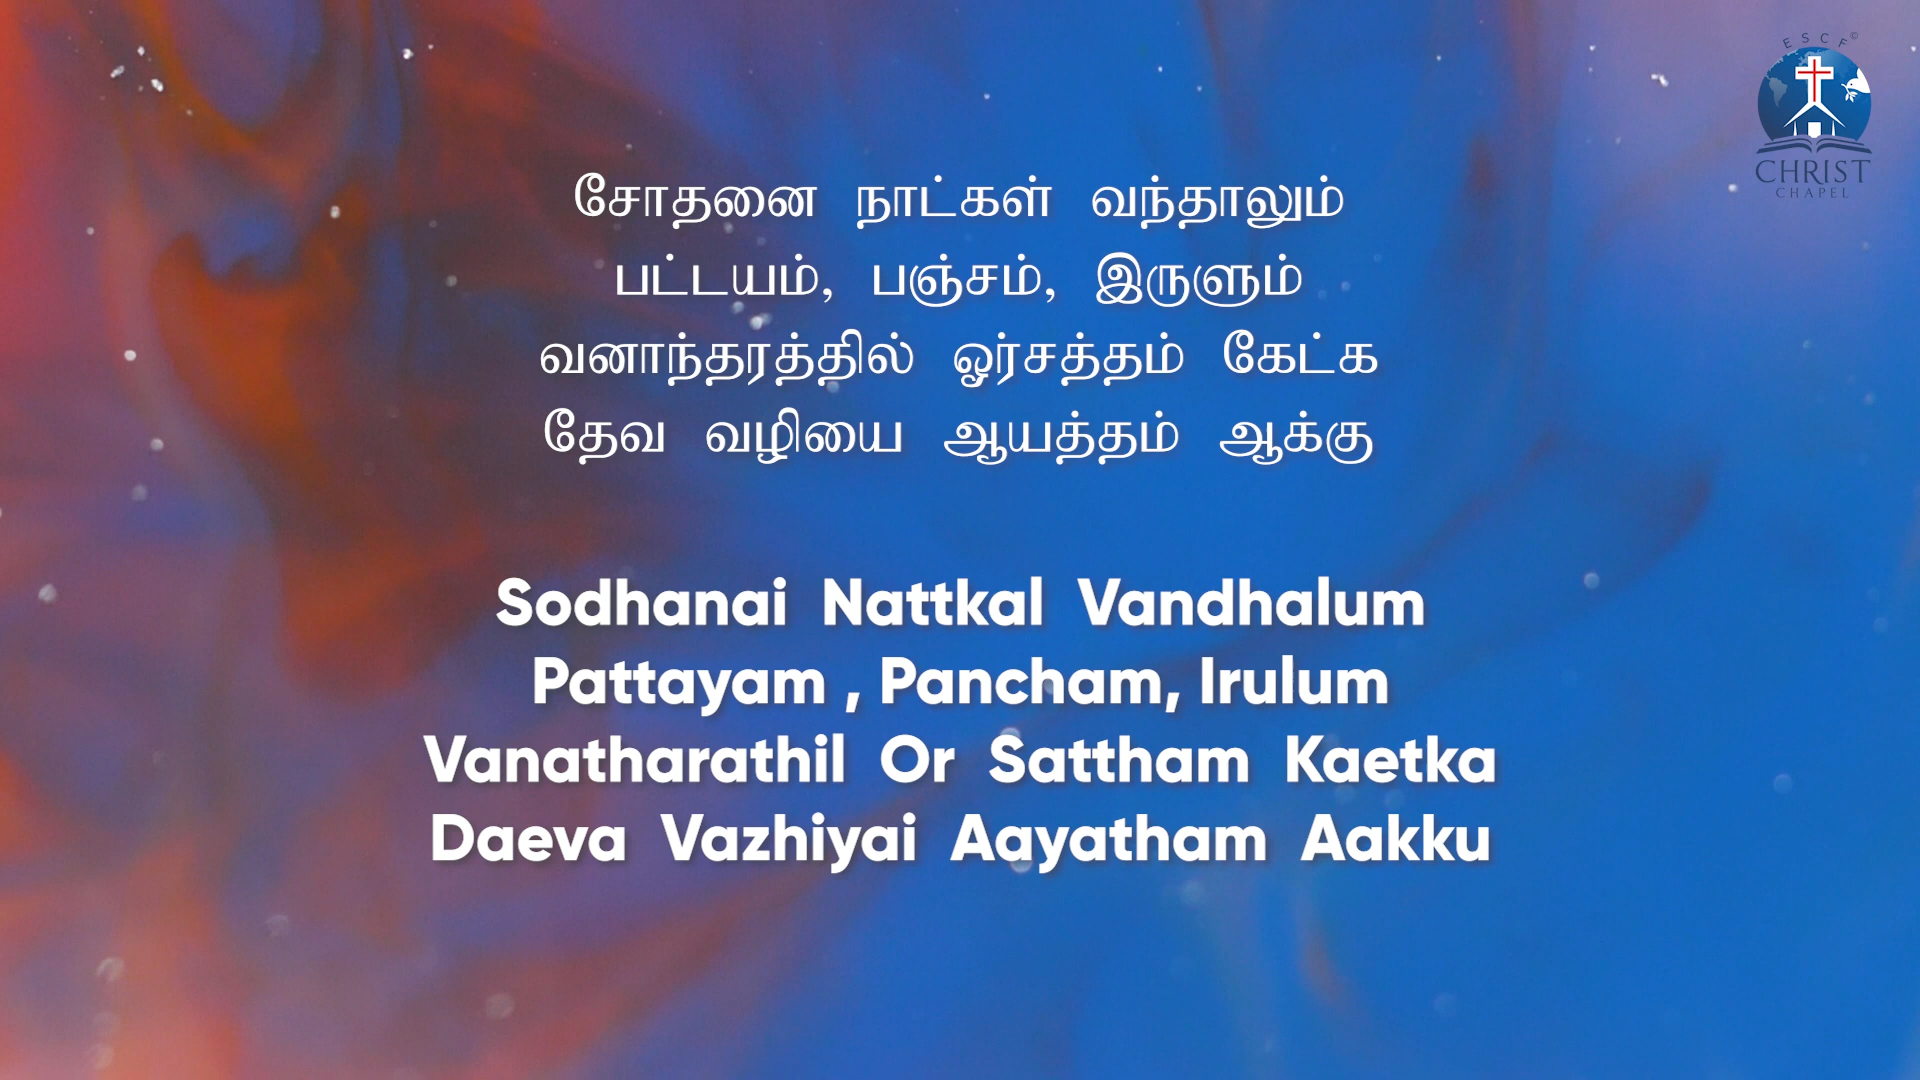 ESCF©
CHRIST
CHAPEL
சோதனை நாட்கள் வந்தாலும்
பட்டயம், பஞ்சம், இருளும்
வனாந்தரத்தில் ஓர்சத்தம் கேட்க
தேவ வழியை ஆயத்தம் ஆக்கு
Sodhanai Nattkal Vandhalum
Pattayam , Pancham, Irulum
Vanatharathil Or Sattham Kaetka
Daeva Vazhiyai Aayatham Aakku